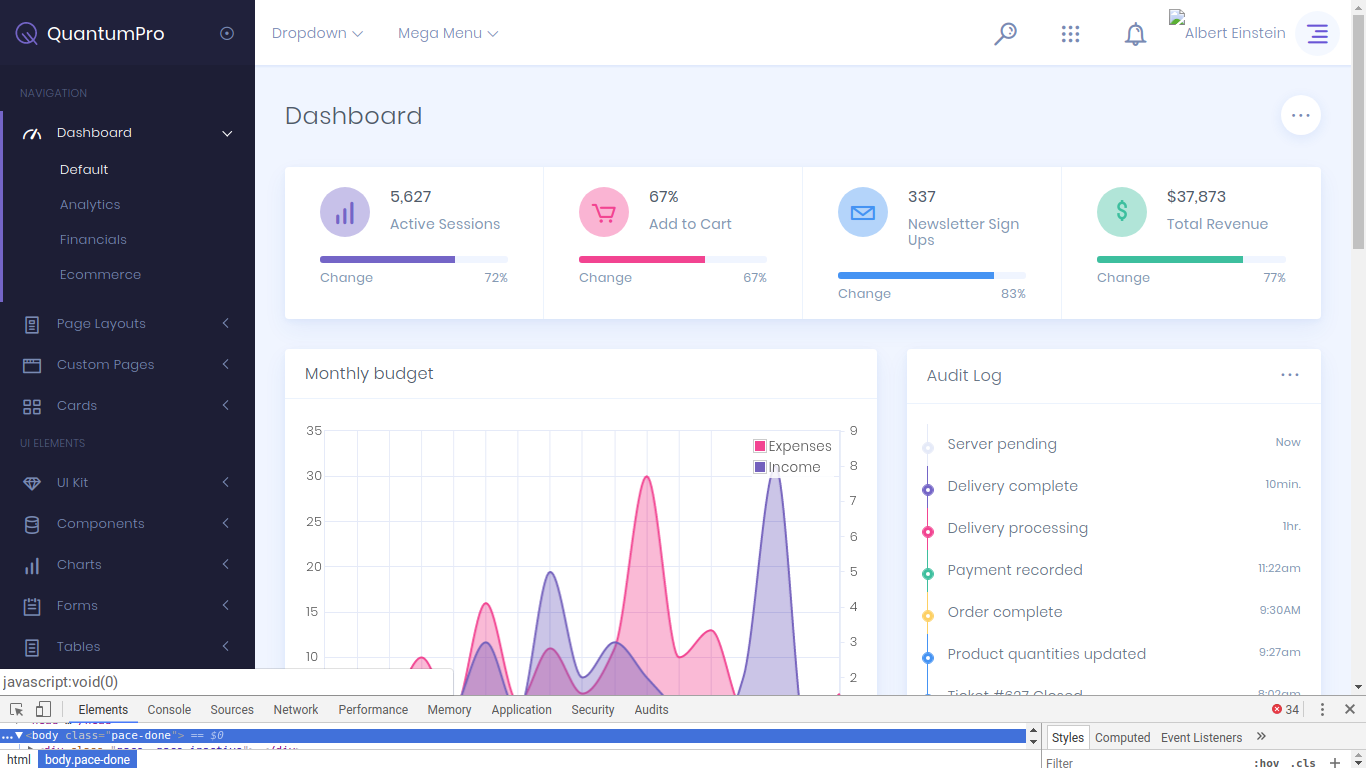 QuantumPro
Dropdown
Mega Menu
Albert Einstein
NAVIGATION
Dashboard
Default
Analytics
Financials
Ecommerce
Page Layouts
Custom Pages
Cards
UI ELEMENTS
UI Kit
Components
Charts
Forms
Tables
Dashboard
5,627
Active Sessions
Change 72%
67%
Add to Cart
Change 67%
337
Newsletter Sign
Ups
Change 83%
$37,873
Total Revenue
Change 77%
Monthly budget
35
30
25
20
15
10
Expenses
Income
9
8
7
6
5
4
3
2
Audit Log
Server pending Now
Delivery complete 10min.
Delivery processing 1hr.
Payment recorded 11:22am
Order complete 9:30AM
Product quantities updated 9:27am
Ticket #627 Closed 8:02am
javascript:void(0)
Elements Console Sources Network Performance Memory Application Security Audits 34
<body class="pace-done"> == $0
html body.pace-done
Styles Computed Event Listeners
Filter :hov .cls